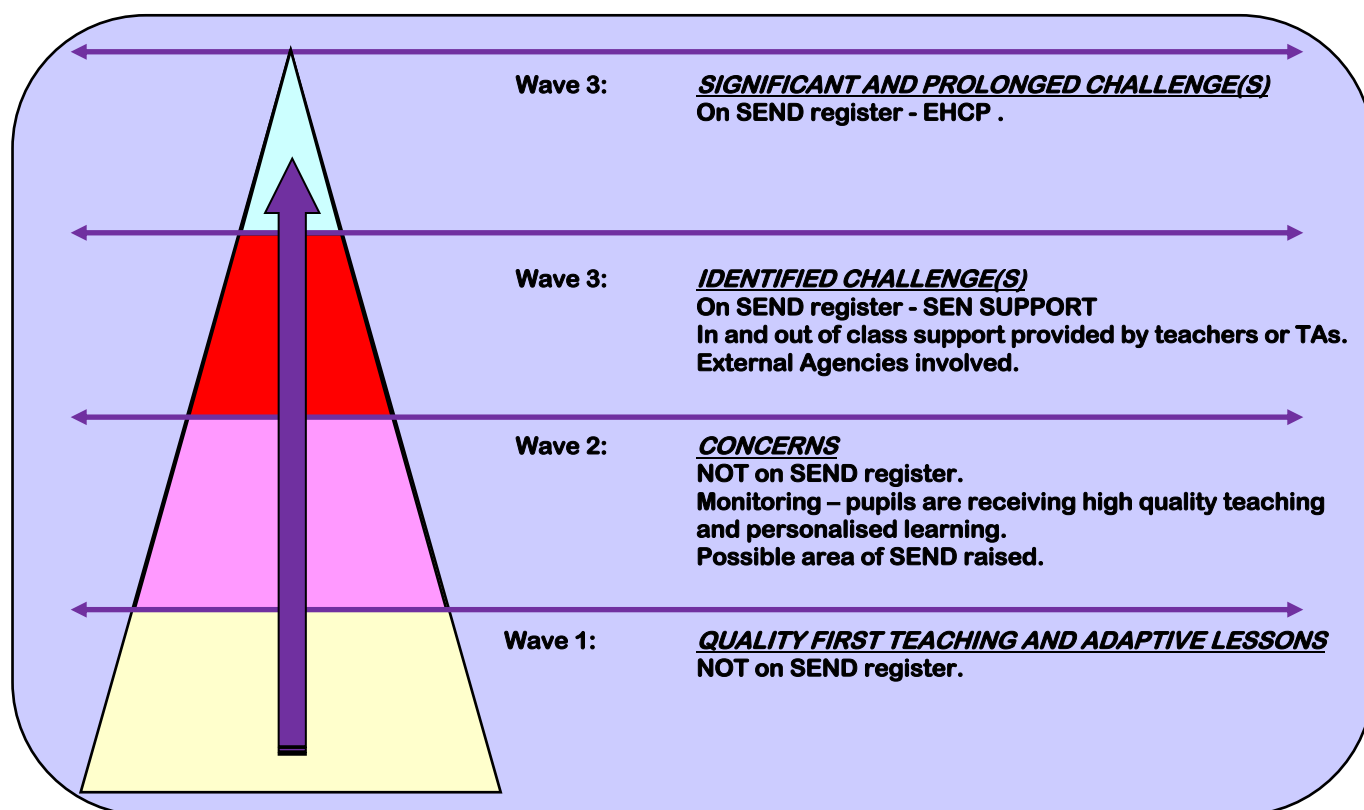 Wave 3: SIGNIFICANT AND PROLONGED CHALLENGE(S)
On SEND register - EHCP .
Wave 3: IDENTIFIED CHALLENGE(S)
On SEND register - SEN SUPPORT
In and out of class support provided by teachers or TAs.
External Agencies involved.
Wave 2: CONCERNS
NOT on SEND register.
Monitoring – pupils are receiving high quality teaching
and personalised learning.
Possible area of SEND raised.
Wave 1: QUALITY FIRST TEACHING AND ADAPTIVE LESSONS
NOT on SEND register.